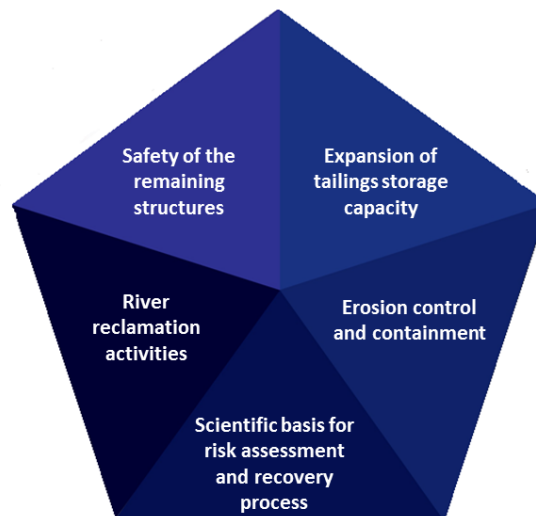 Safety of the
remaining
structures
Expansion of
tailings storage
capacity
Erosion control
and containment
Scientific basis for
risk assessment
and recovery
process
River
reclamation
activities